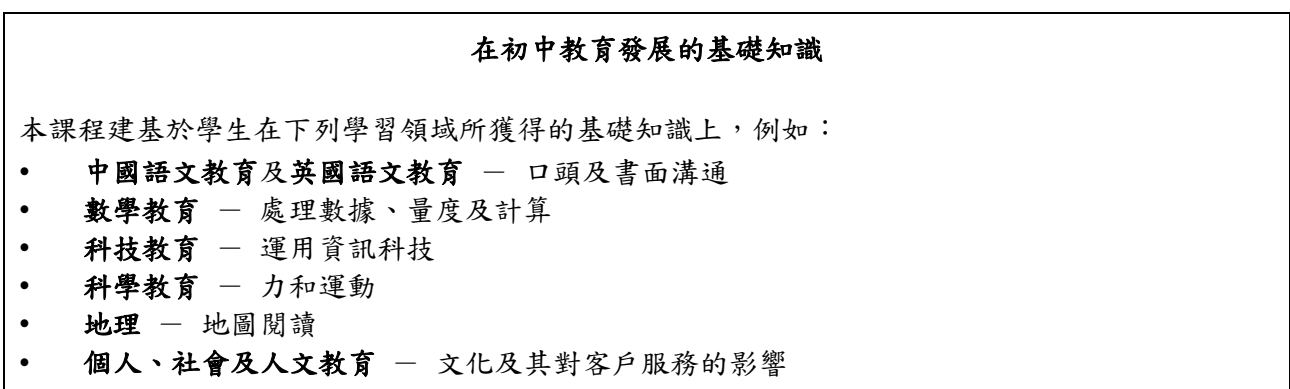 在初中教育發展的基礎知識
本課程建基於學生在下列學習領域所獲得的基礎知識上，例如：
• 中國語文教育及英國語文教育 － 口頭及書面溝通
• 數學教育 － 處理數據、量度及計算
• 科技教育 － 運用資訊科技
• 科學教育 － 力和運動
• 地理 － 地圖閱讀
• 個人、社會及人文教育 － 文化及其對客戶服務的影響